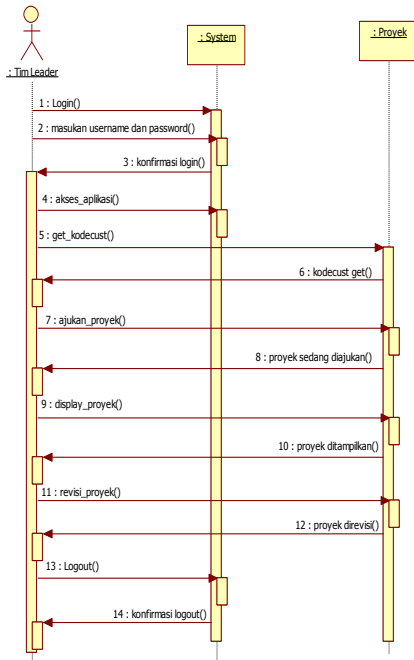 : System
: Proyek
: Tim Leader
1 : Login()
2 : masukan username dan password()
3 : konfirmasi login()
4 : akses_aplikasi()
5 : get_kodecust()
6 : kodecust get()
7 : ajukan_proyek()
8 : proyek sedang diajukan()
9 : display_proyek()
10 : proyek ditampilkan()
11 : revisi_proyek()
12 : proyek direvisi()
13 : Logout()
14 : konfirmasi logout()